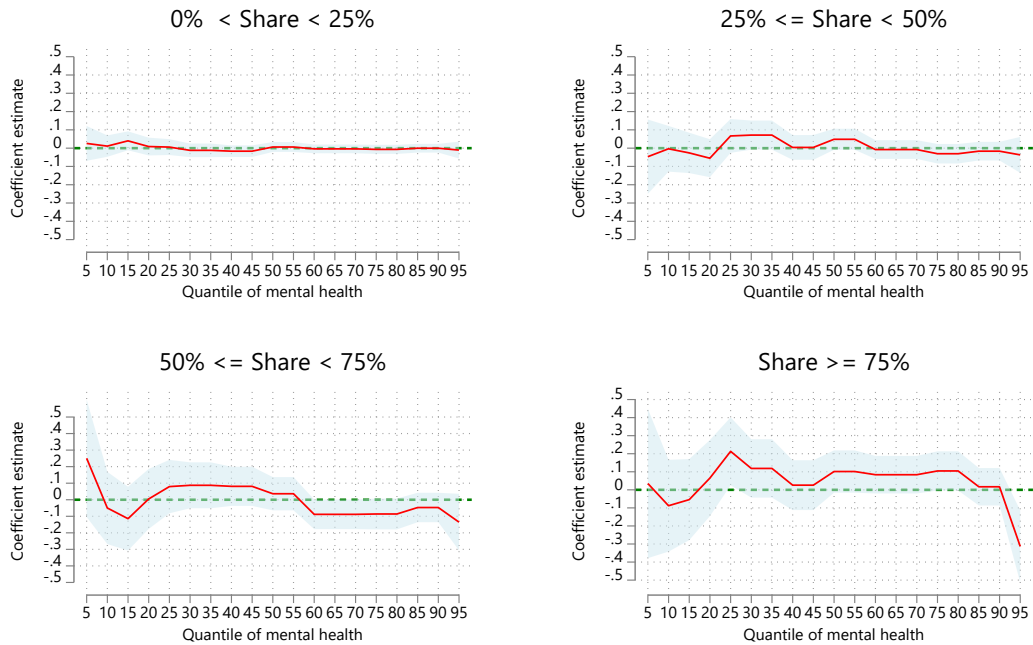 0% < Share < 25%
Coefficient estimate
.5
.4
.3
.2
.1
0
-.1
-.2
-.3
-.4
-.5
5 10 15 20 25 30 35 40 45 50 55 60 65 70 75 80 85 90 95
Quantile of mental health
25% <= Share < 50%
Coefficient estimate
.5
.4
.3
.2
.1
0
-.1
-.2
-.3
-.4
-.5
5 10 15 20 25 30 35 40 45 50 55 60 65 70 75 80 85 90 95
Quantile of mental health
50% <= Share < 75%
Coefficient estimate
.5
.4
.3
.2
.1
0
-.1
-.2
-.3
-.4
-.5
5 10 15 20 25 30 35 40 45 50 55 60 65 70 75 80 85 90 95
Quantile of mental health
Share >= 75%
Coefficient estimate
.5
.4
.3
.2
.1
0
-.1
-.2
-.3
-.4
-.5
5 10 15 20 25 30 35 40 45 50 55 60 65 70 75 80 85 90 95
Quantile of mental health